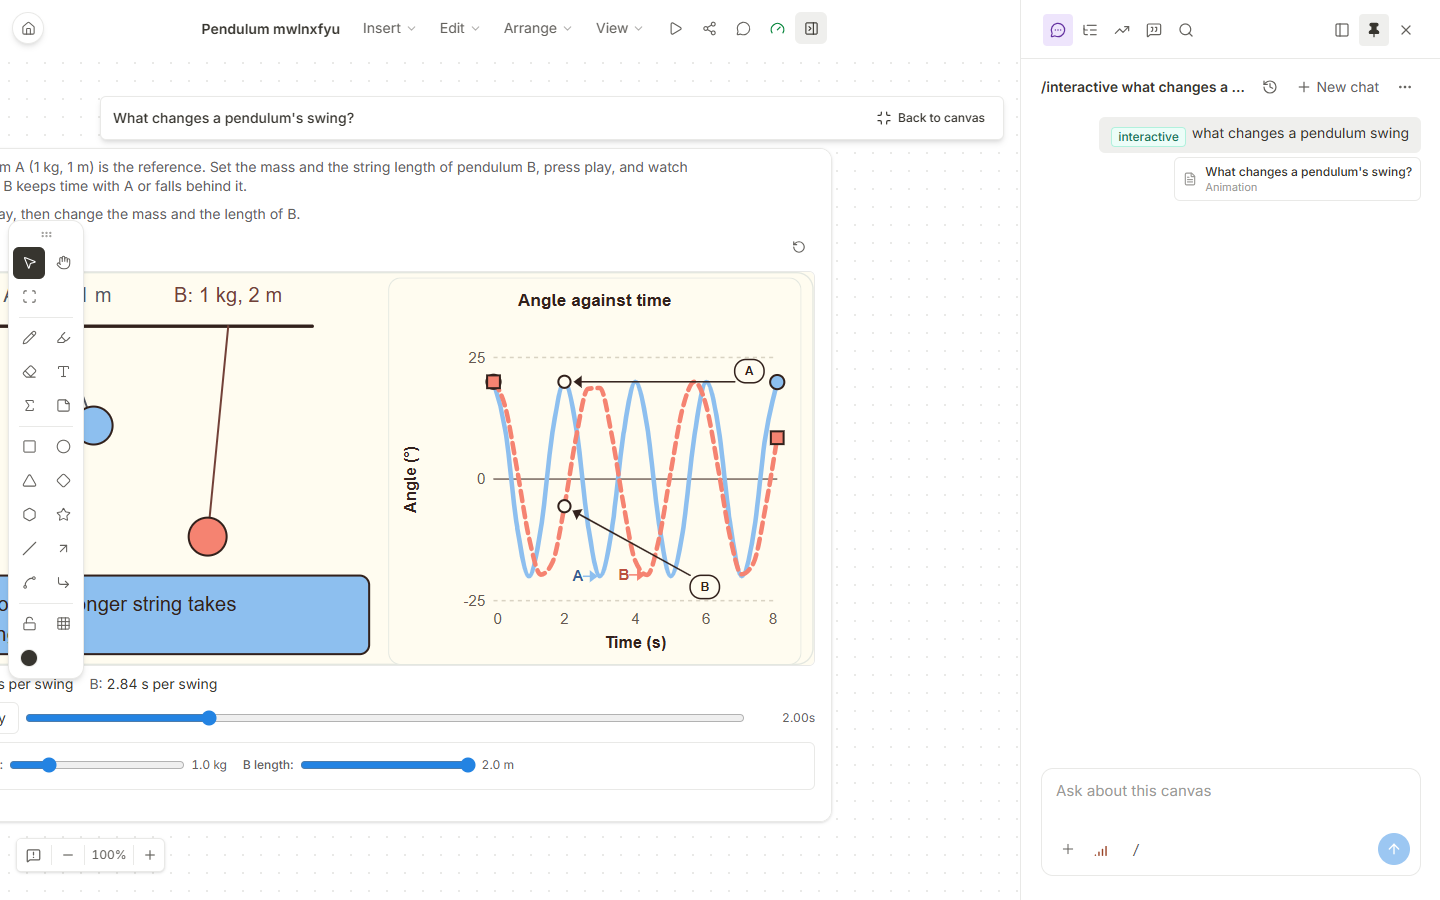 Pendulum mwlnxfyu
Insert
Edit
Arrange
View
/interactive what changes a ...
New chat
interactive what changes a pendulum swing
What changes a pendulum's swing?
Animation
What changes a pendulum's swing?
Back to canvas
m A (1 kg, 1 m) is the reference. Set the mass and the string length of pendulum B, press play, and watch
B keeps time with A or falls behind it.
ay, then change the mass and the length of B.
m
B: 1 kg, 2 m
Angle against time
25
0
-25
Angle (°)
A
B
A
B
0 2 4 6 8
Time (s)
nger string takes
s per swing B: 2.84 s per swing
y
2.00s
: 1.0 kg B length: 2.0 m
100%
Ask about this canvas
/